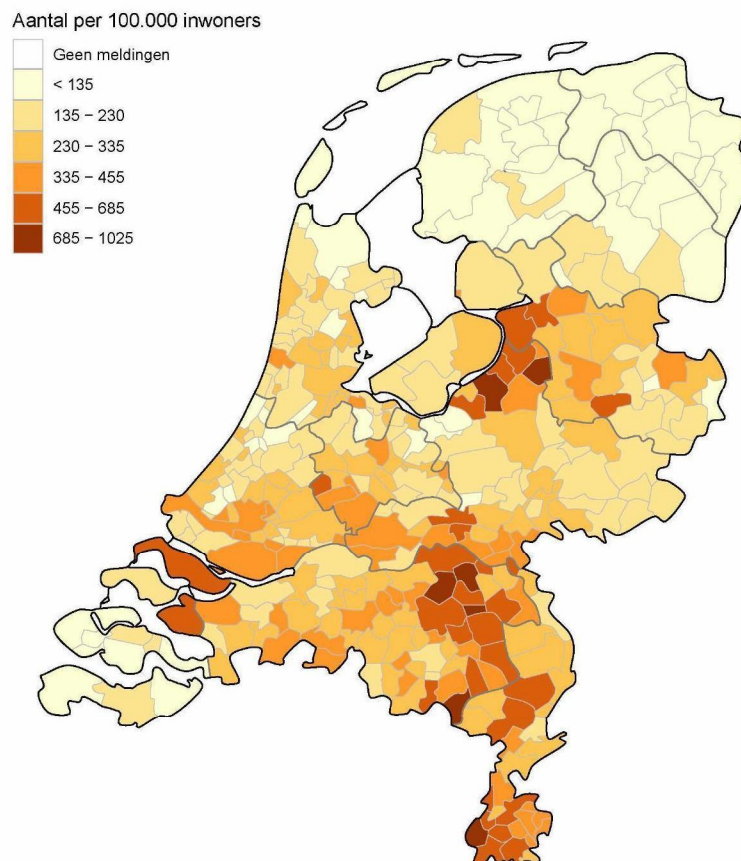 Aantal per 100.000 inwoners
Geen meldingen
< 135
135 − 230
230 − 335
335 − 455
455 − 685
685 − 1025